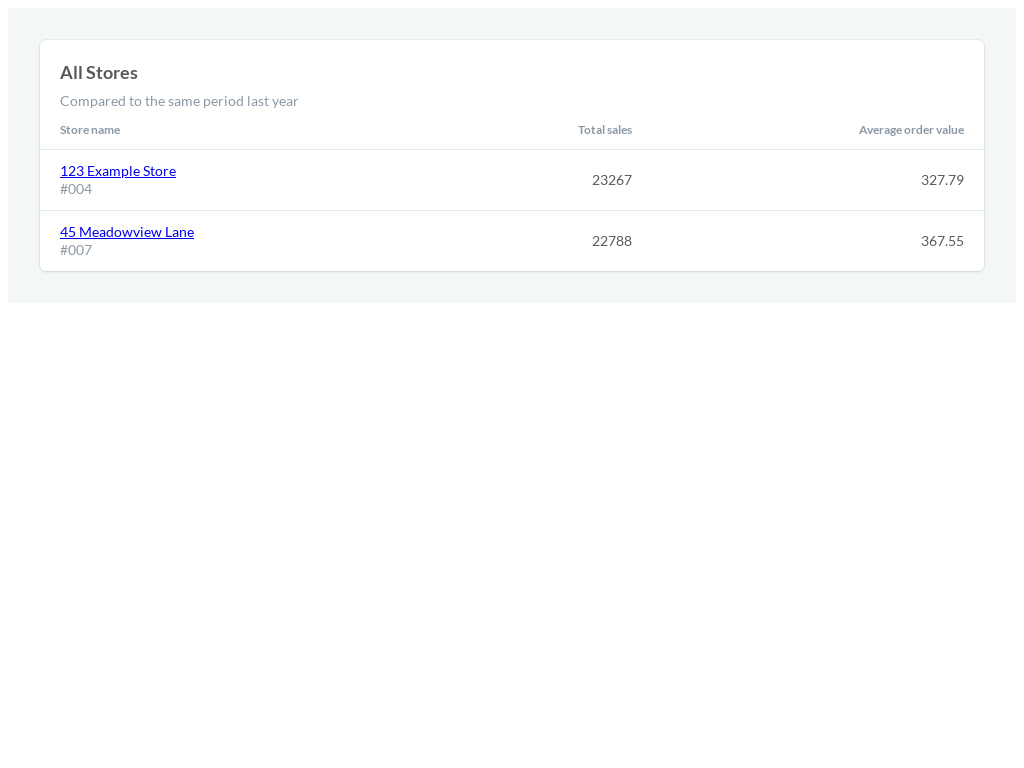 All Stores
Compared to the same period last year
Store name Total sales Average order value
123 Example Store
#004 23267 327.79
45 Meadowview Lane
#007 22788 367.55